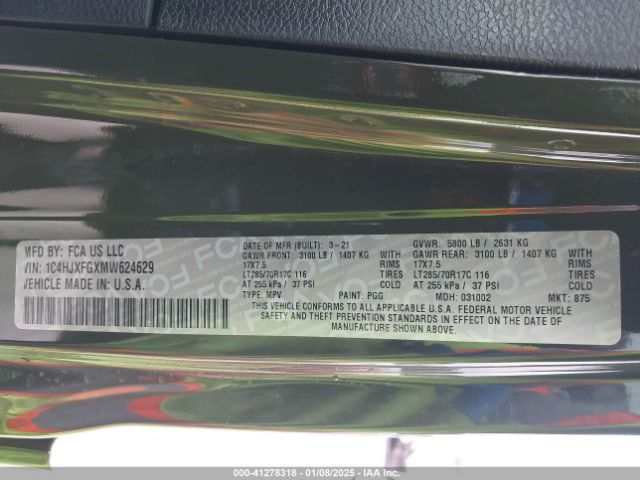 MFD BY: FCA US LLC
VIN: 1C4HJXFGXMW624629
VEHICLE MADE IN: U.S.A.
DATE OF MFR (BUILT): 3-21 GVWR: 5800 LB / 2631 KG
GAWR FRONT: 3100 LB / 1407 KG WITH GAWR REAR: 3100 LB / 1407 KG WITH
17X7.5 RIMS 17X7.5 RIMS
LT285/70R17C 116 TIRES LT285/70R17C 116 TIRES
AT 255 kPa / 37 PSI COLD AT 255 kPa / 37 PSI COLD
TYPE: MPV PAINT: PGG MDH: 031002 MKT: 875
THIS VEHICLE CONFORMS TO ALL APPLICABLE U.S.A. FEDERAL MOTOR VEHICLE
SAFETY AND THEFT PREVENTION STANDARDS IN EFFECT ON THE DATE OF
MANUFACTURE SHOWN ABOVE.
000-41278318 - 01/08/2025 - IAA Inc.